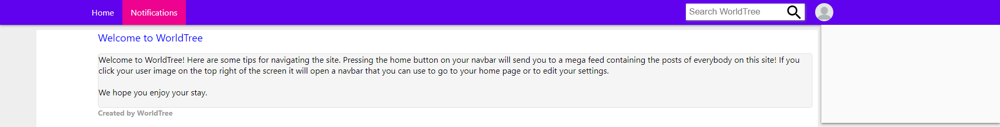 Home Notifications Search WorldTree
Welcome to WorldTree
Welcome to WorldTree! Here are some tips for navigating the site. Pressing the home button on your navbar will send you to a mega feed containing the posts of everybody on this site! If you
click your user image on the top right of the screen it will open a navbar that you can use to go to your home page or to edit your settings.
We hope you enjoy your stay.
Created by WorldTree